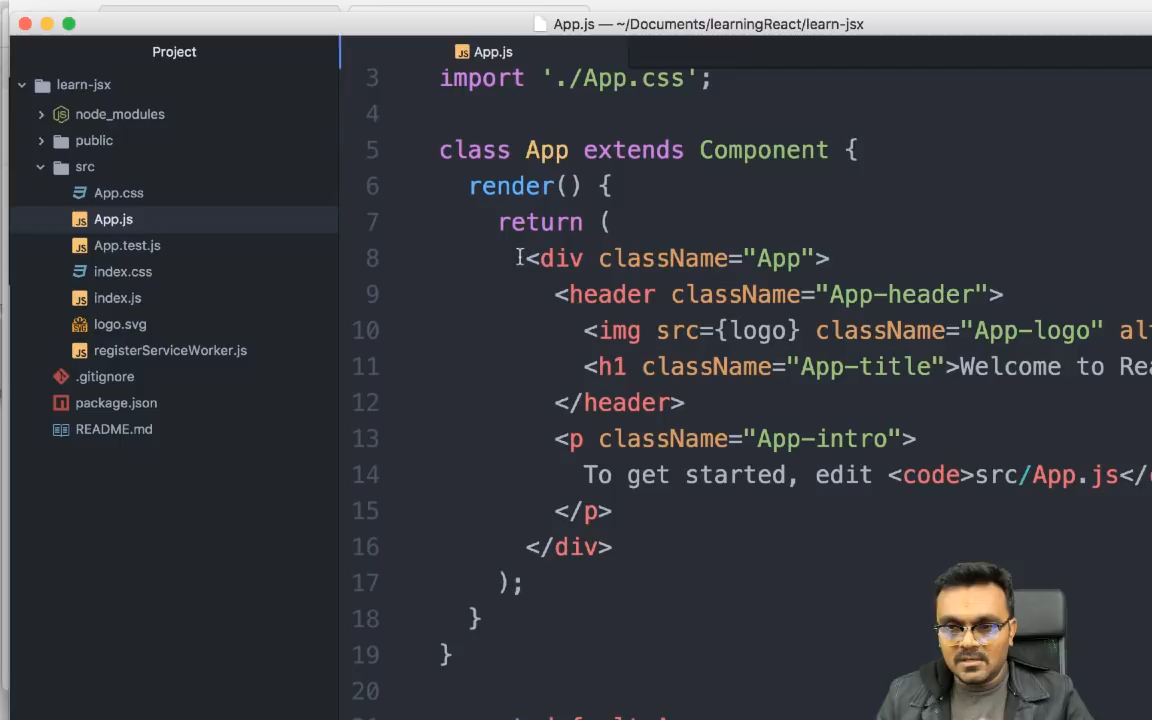 App.js — ~/Documents/learningReact/learn-jsx
Project
App.js
learn-jsx
node_modules
public
src
App.css
App.js
App.test.js
index.css
index.js
logo.svg
registerServiceWorker.js
.gitignore
package.json
README.md
3 import './App.css';
4
5 class App extends Component {
6 render() {
7 return (
8 <div className="App">
9 <header className="App-header">
10 <img src={logo} className="App-logo" alt
11 <h1 className="App-title">Welcome to Rea
12 </header>
13 <p className="App-intro">
14 To get started, edit <code>src/App.js</
15 </p>
16 </div>
17 );
18 }
19 }
20